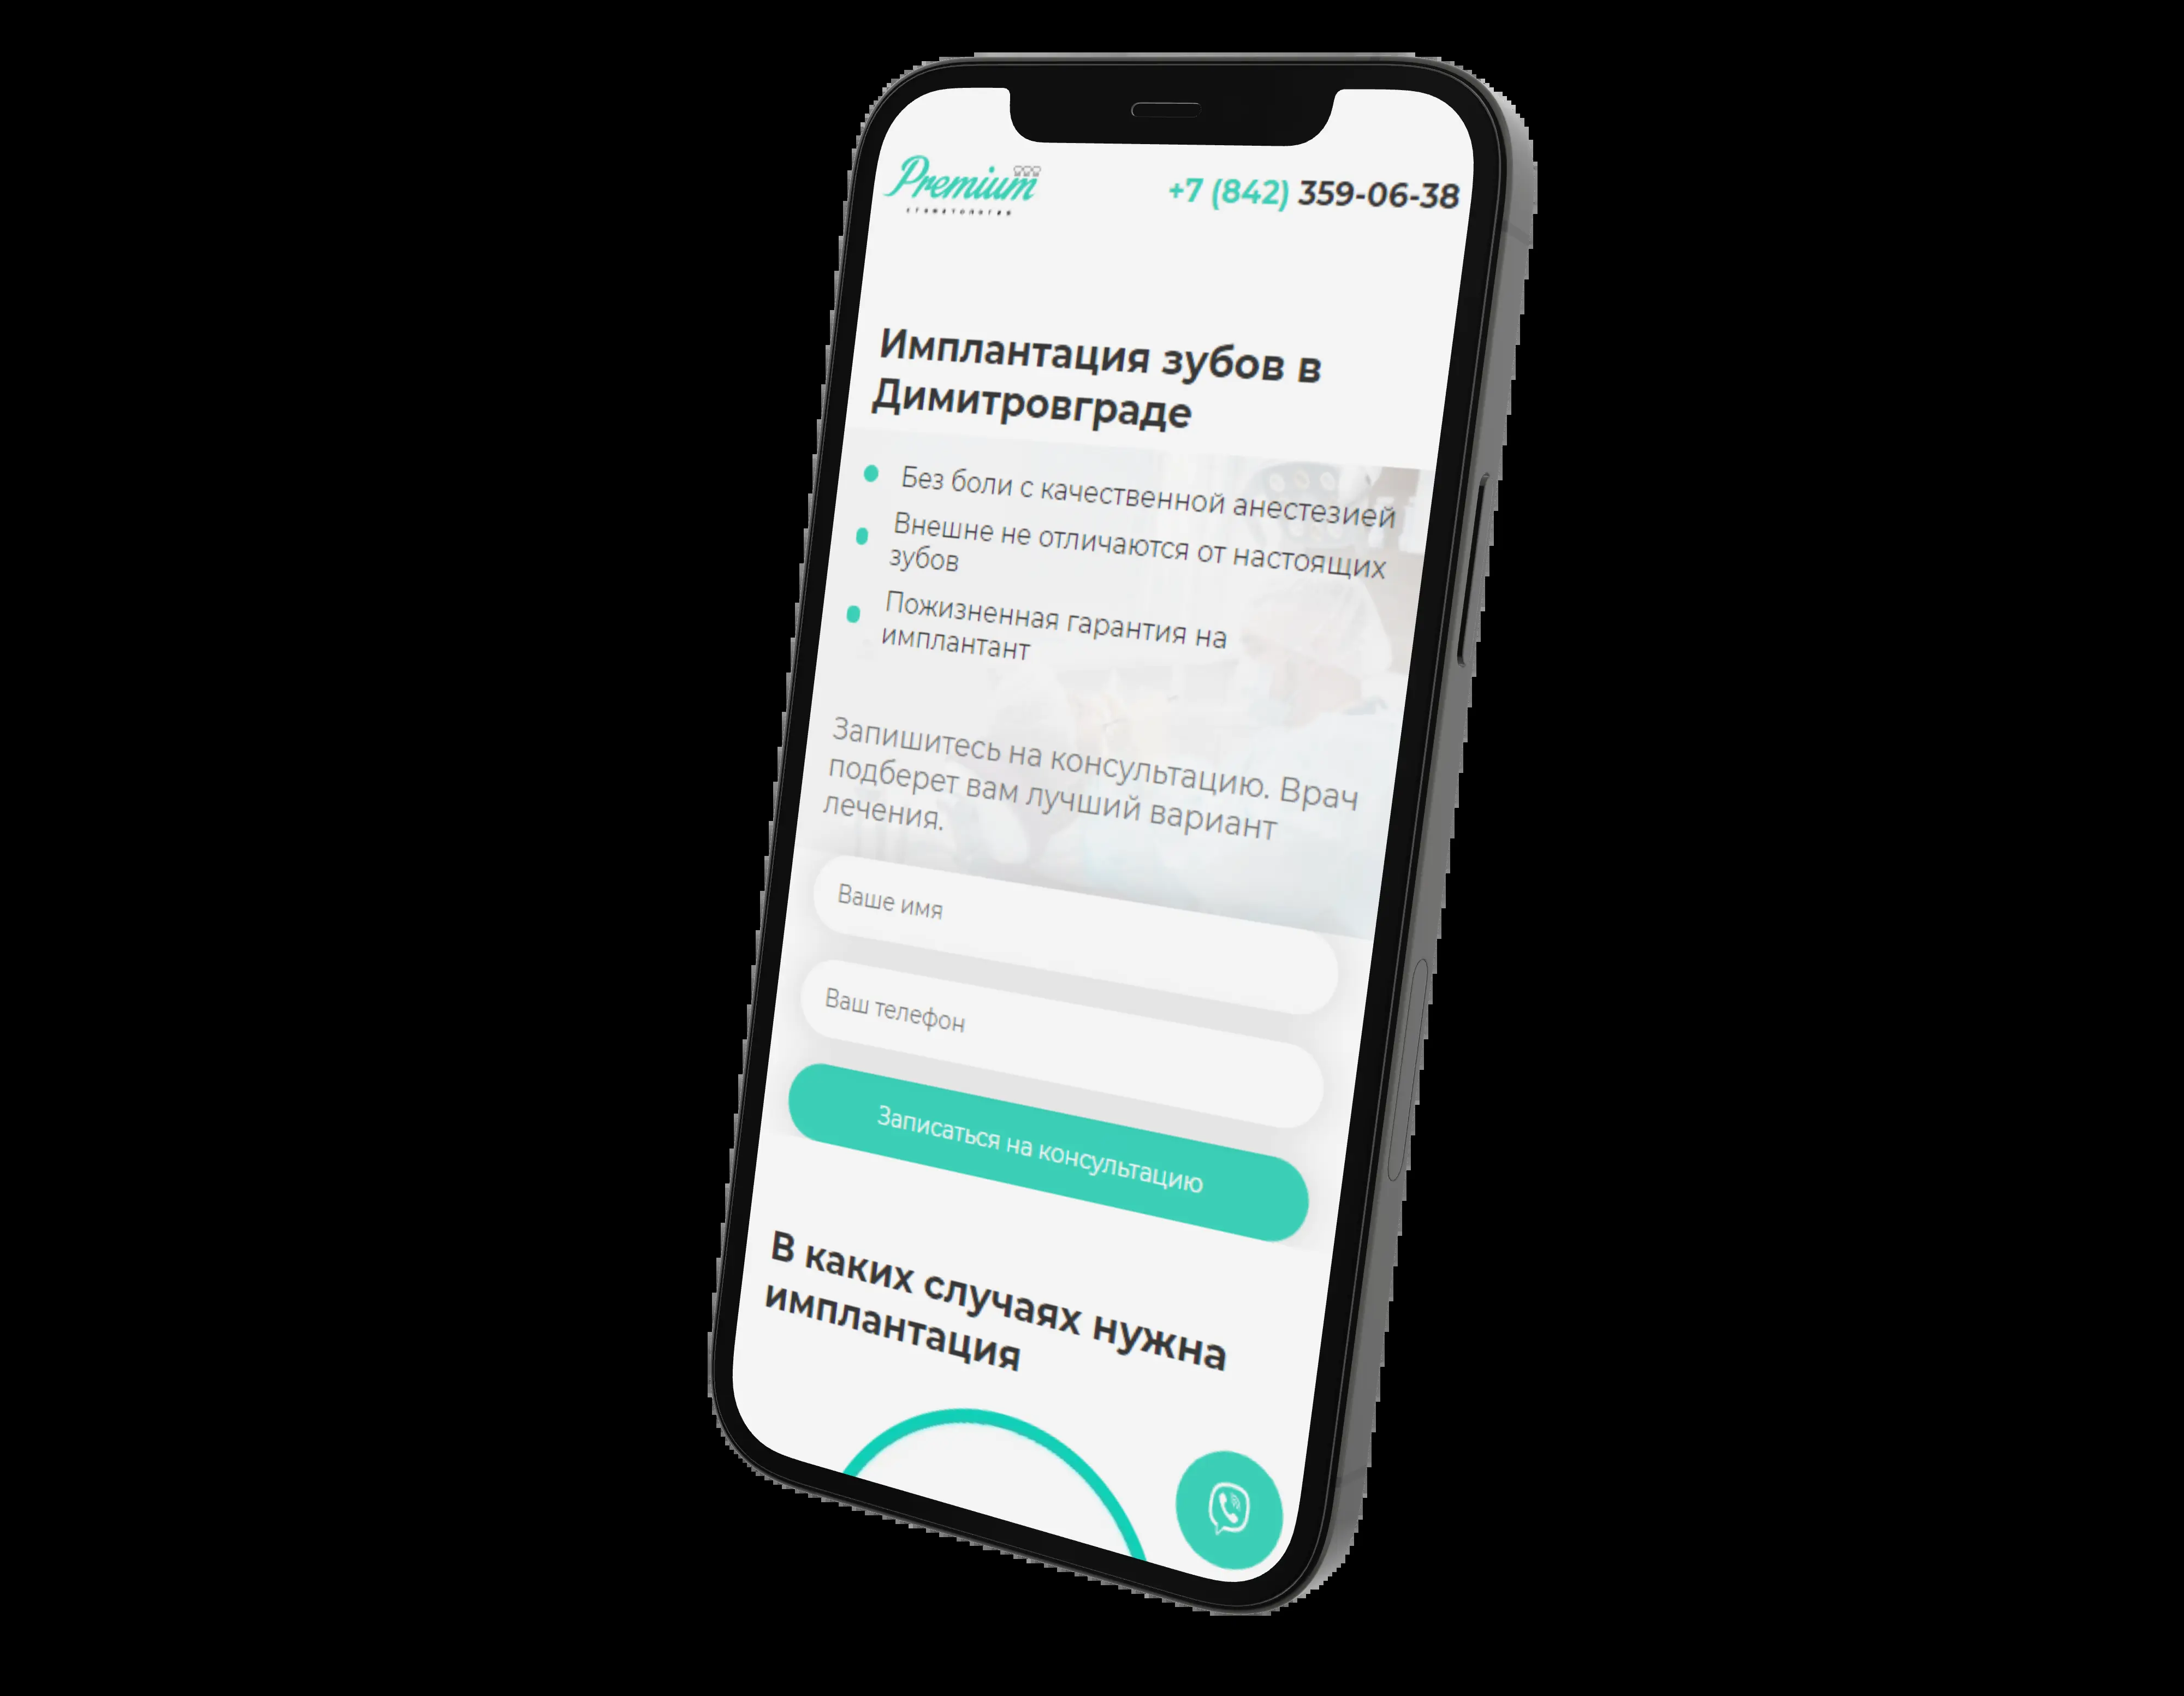 Premium
стоматология
+7 (842) 359-06-38
Имплантация зубов в
Димитровграде
Без боли с качественной анестезией
Внешне не отличаются от настоящих
зубов
Пожизненная гарантия на
имплантант
Запишитесь на консультацию. Врач
подберет вам лучший вариант
лечения.
Ваше имя
Ваш телефон
Записаться на консультацию
В каких случаях нужна
имплантация